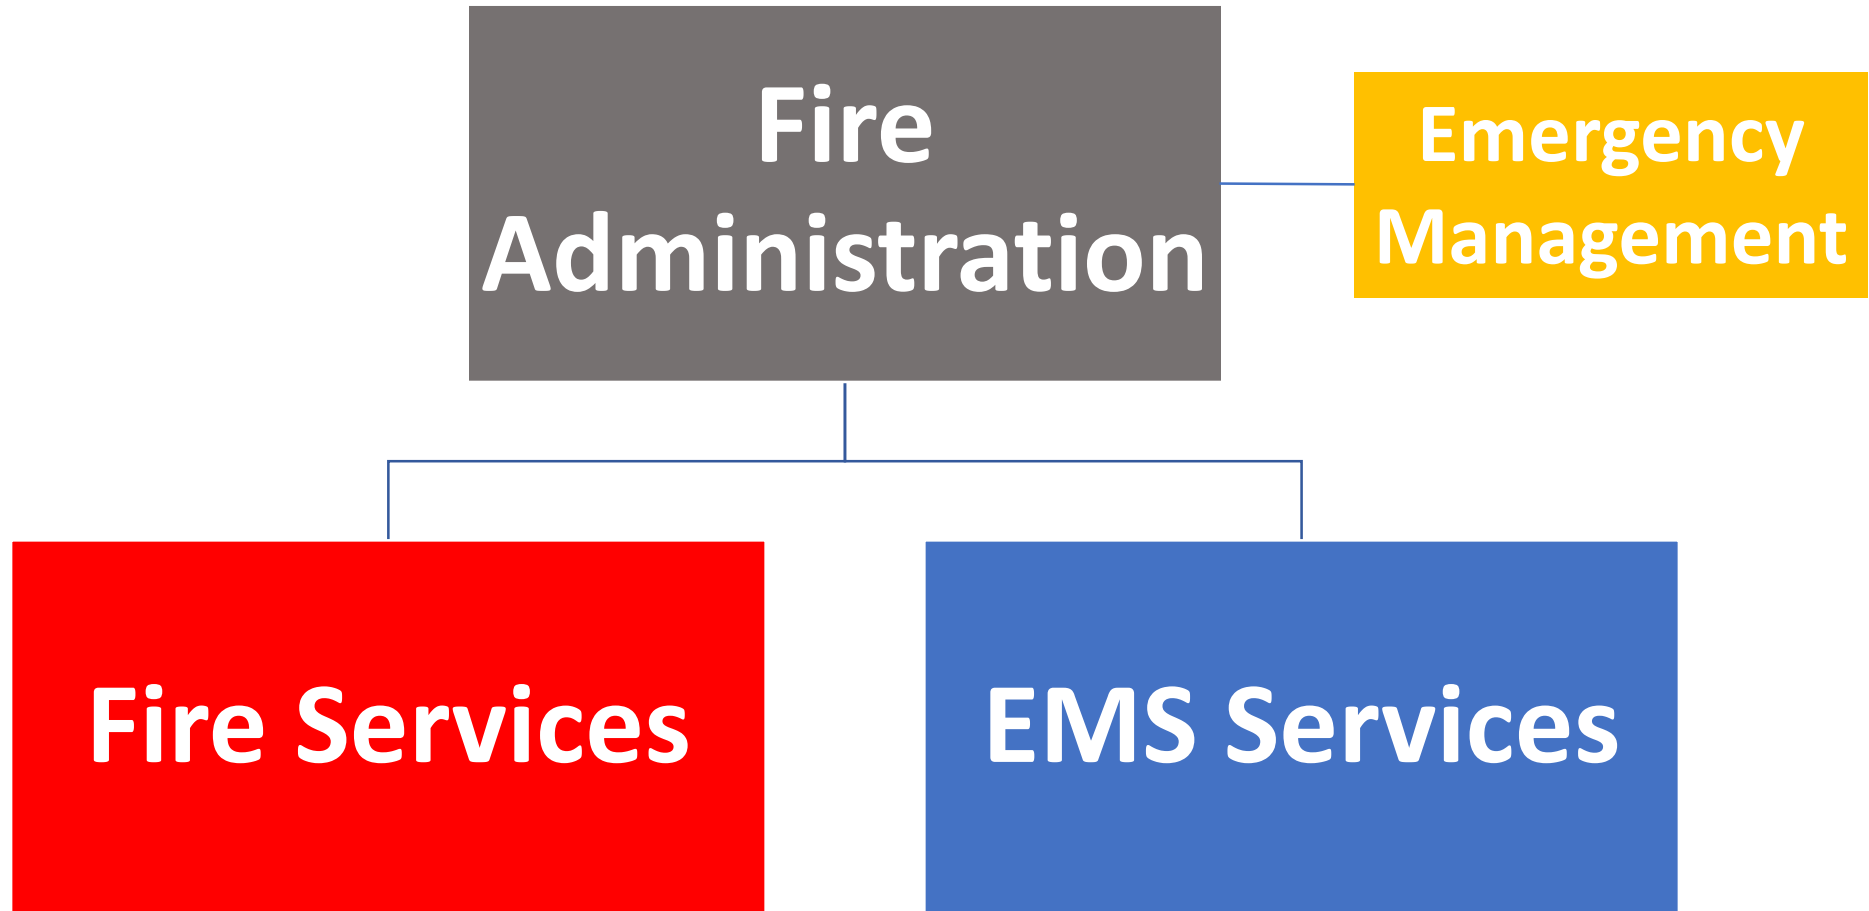 Fire
Administration
Emergency
Management
Fire Services
EMS Services